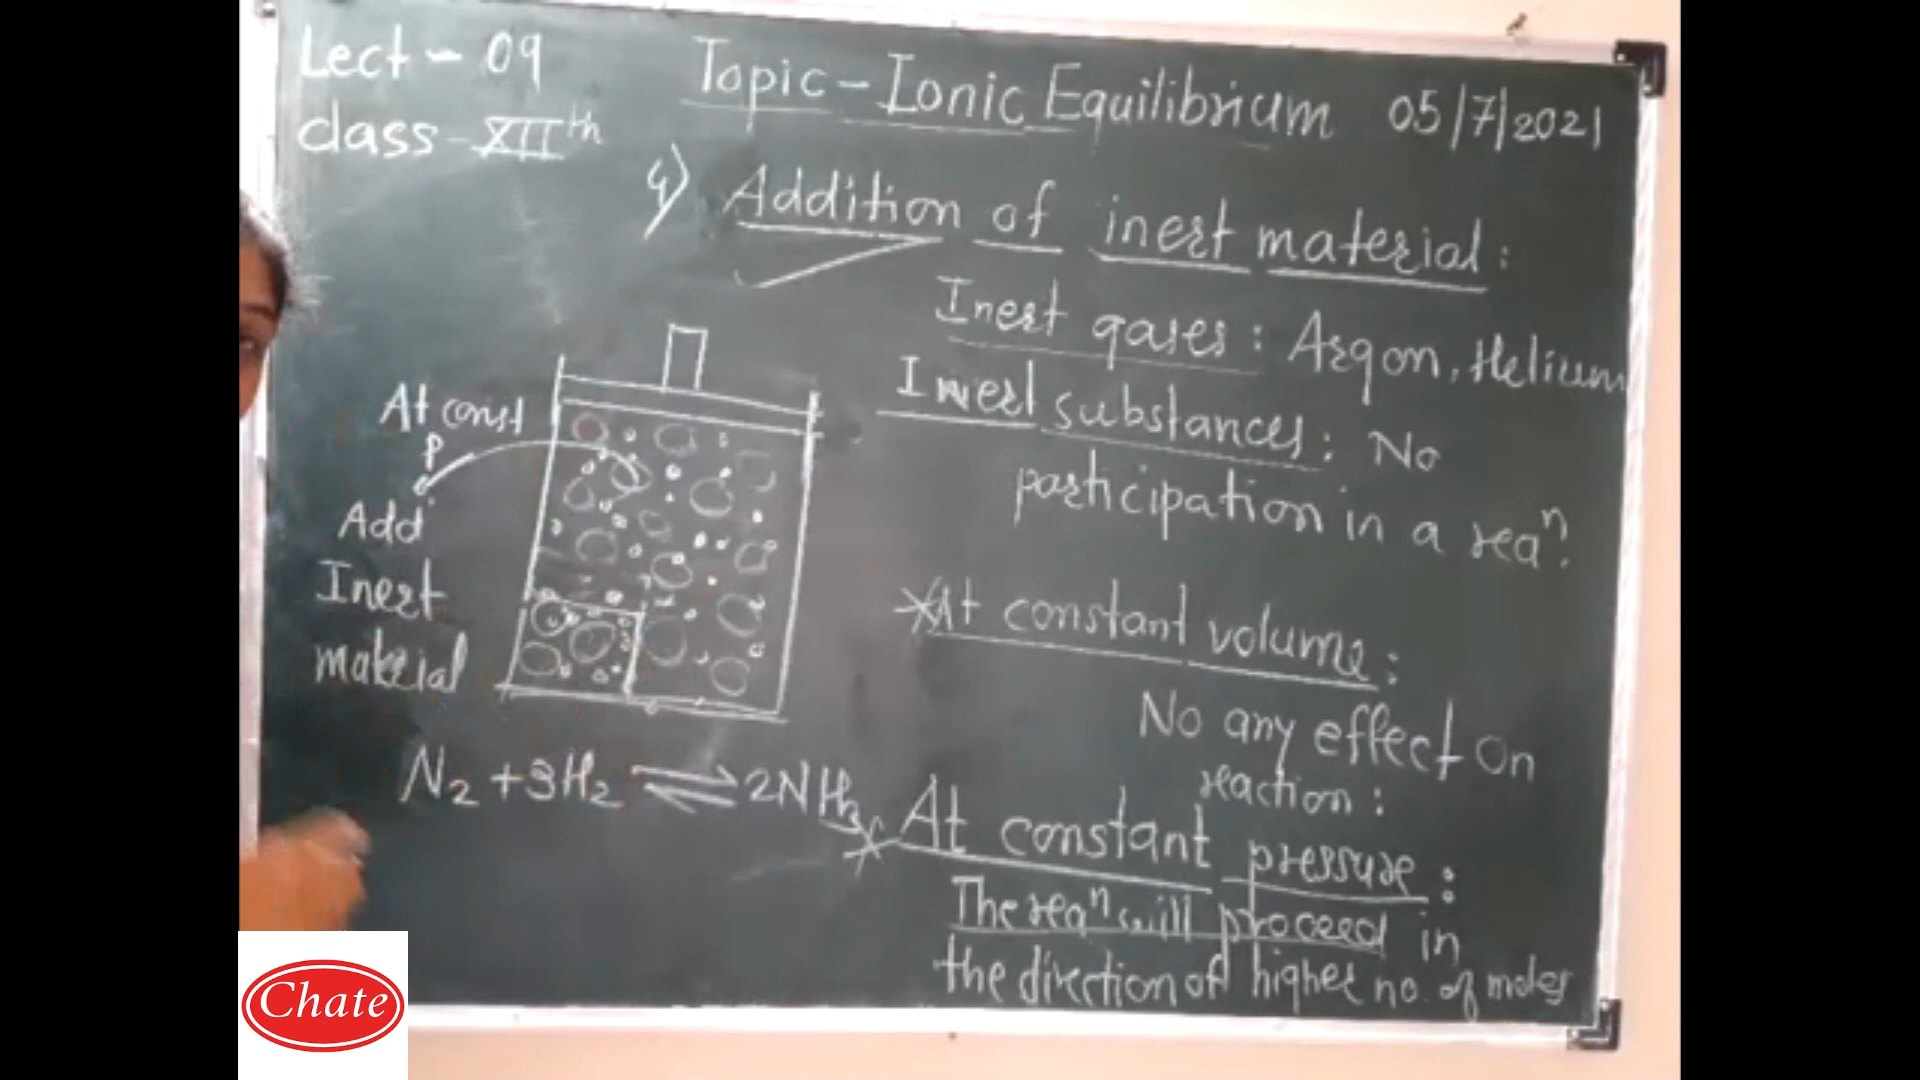 Lect - 09
Class - XIIth
Topic - Ionic Equilibrium 05/7/2021
4) Addition of inert material :
Inert gases : Argon, Helium
Inert substances : No
participation in a reaⁿ.
At const
P
Add
Inert
material
N₂ + 3H₂ ⇌ 2NH₃
*At constant volume :
No any effect on
reaction :
* At constant pressure :
The reaⁿ will proceed in
the direction of higher no. of moles
Chate